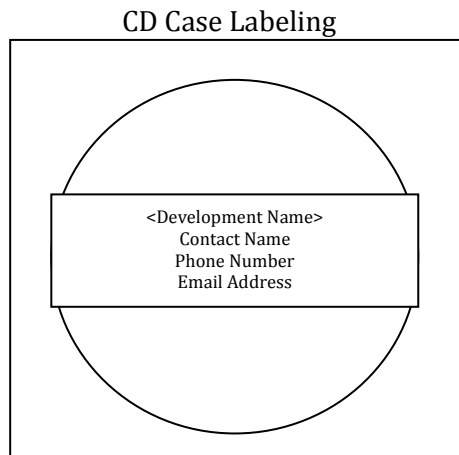 CD Case Labeling
<Development Name>
Contact Name
Phone Number
Email Address